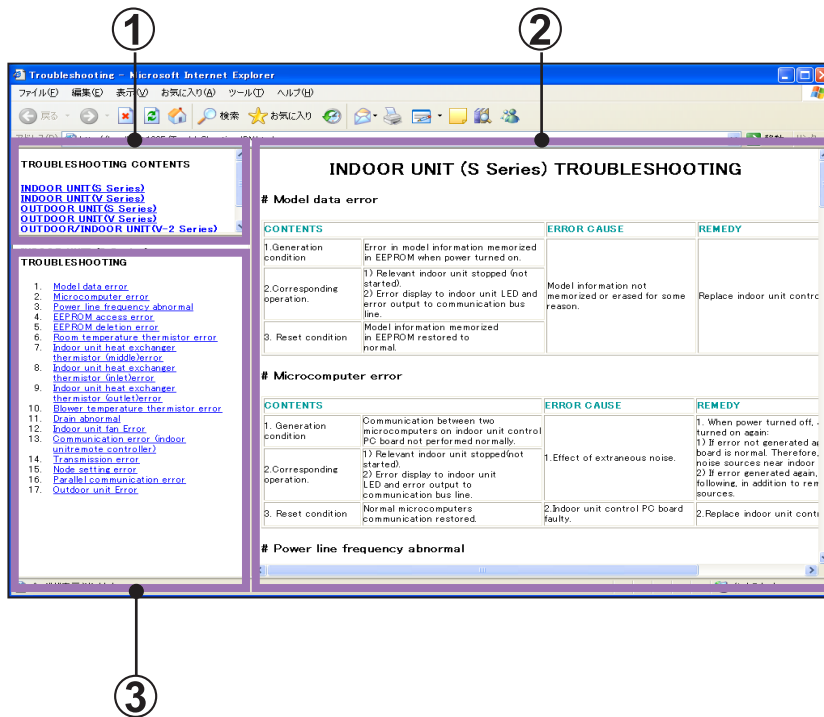 1
2
Troubleshooting - Microsoft Internet Explorer
ファイル(F) 編集(E) 表示(V) お気に入り(A) ツール(T) ヘルプ(H)
戻る 検索 お気に入り
TROUBLESHOOTING CONTENTS
INDOOR UNIT(S Series)
INDOOR UNIT(V Series)
OUTDOOR UNIT(S Series)
OUTDOOR UNIT(V Series)
OUTDOOR/INDOOR UNIT(V-2 Series)
TROUBLESHOOTING
1. Model data error
2. Microcomputer error
3. Power line frequency abnormal
4. EEPROM access error
5. EEPROM deletion error
6. Room temperature thermistor error
7. Indoor unit heat exchanger
thermistor (middle)error
8. Indoor unit heat exchanger
thermistor (inlet)error
9. Indoor unit heat exchanger
thermistor (outlet)error
10. Blower temperature thermistor error
11. Drain abnormal
12. Indoor unit fan Error
13. Communication error (indoor
unitremote controller)
14. Transmission error
15. Node setting error
16. Parallel communication error
17. Outdoor unit Error
INDOOR UNIT (S Series) TROUBLESHOOTING
# Model data error
CONTENTS ERROR CAUSE REMEDY
1.Generation
condition
Error in model information memorized
in EEPROM when power turned on.
2.Corresponding
operation.
1) Relevant indoor unit stopped (not
started).
2) Error display to indoor unit LED and
error output to communication bus
line.
3. Reset condition
Model information memorized
in EEPROM restored to
normal.
Model information not
memorized or erased for some
reason.
Replace indoor unit contro
# Microcomputer error
CONTENTS ERROR CAUSE REMEDY
1. Generation
condition
Communication between two
microcomputers on indoor unit control
PC board not performed normally.
2.Corresponding
operation.
1) Relevant indoor unit stopped(not
started).
2) Error display to indoor unit
LED and error output to
communication bus line.
1.Effect of extraneous noise.
1. When power turned off,
turned on again:
1) If error not generated
board is normal. Therefore,
noise sources near indoor
2) If error generated again,
following, in addition to
sources.
3. Reset condition
Normal microcomputers
communication restored.
2.Indoor unit control PC board
faulty.
2.Replace indoor unit
# Power line frequency abnormal
3